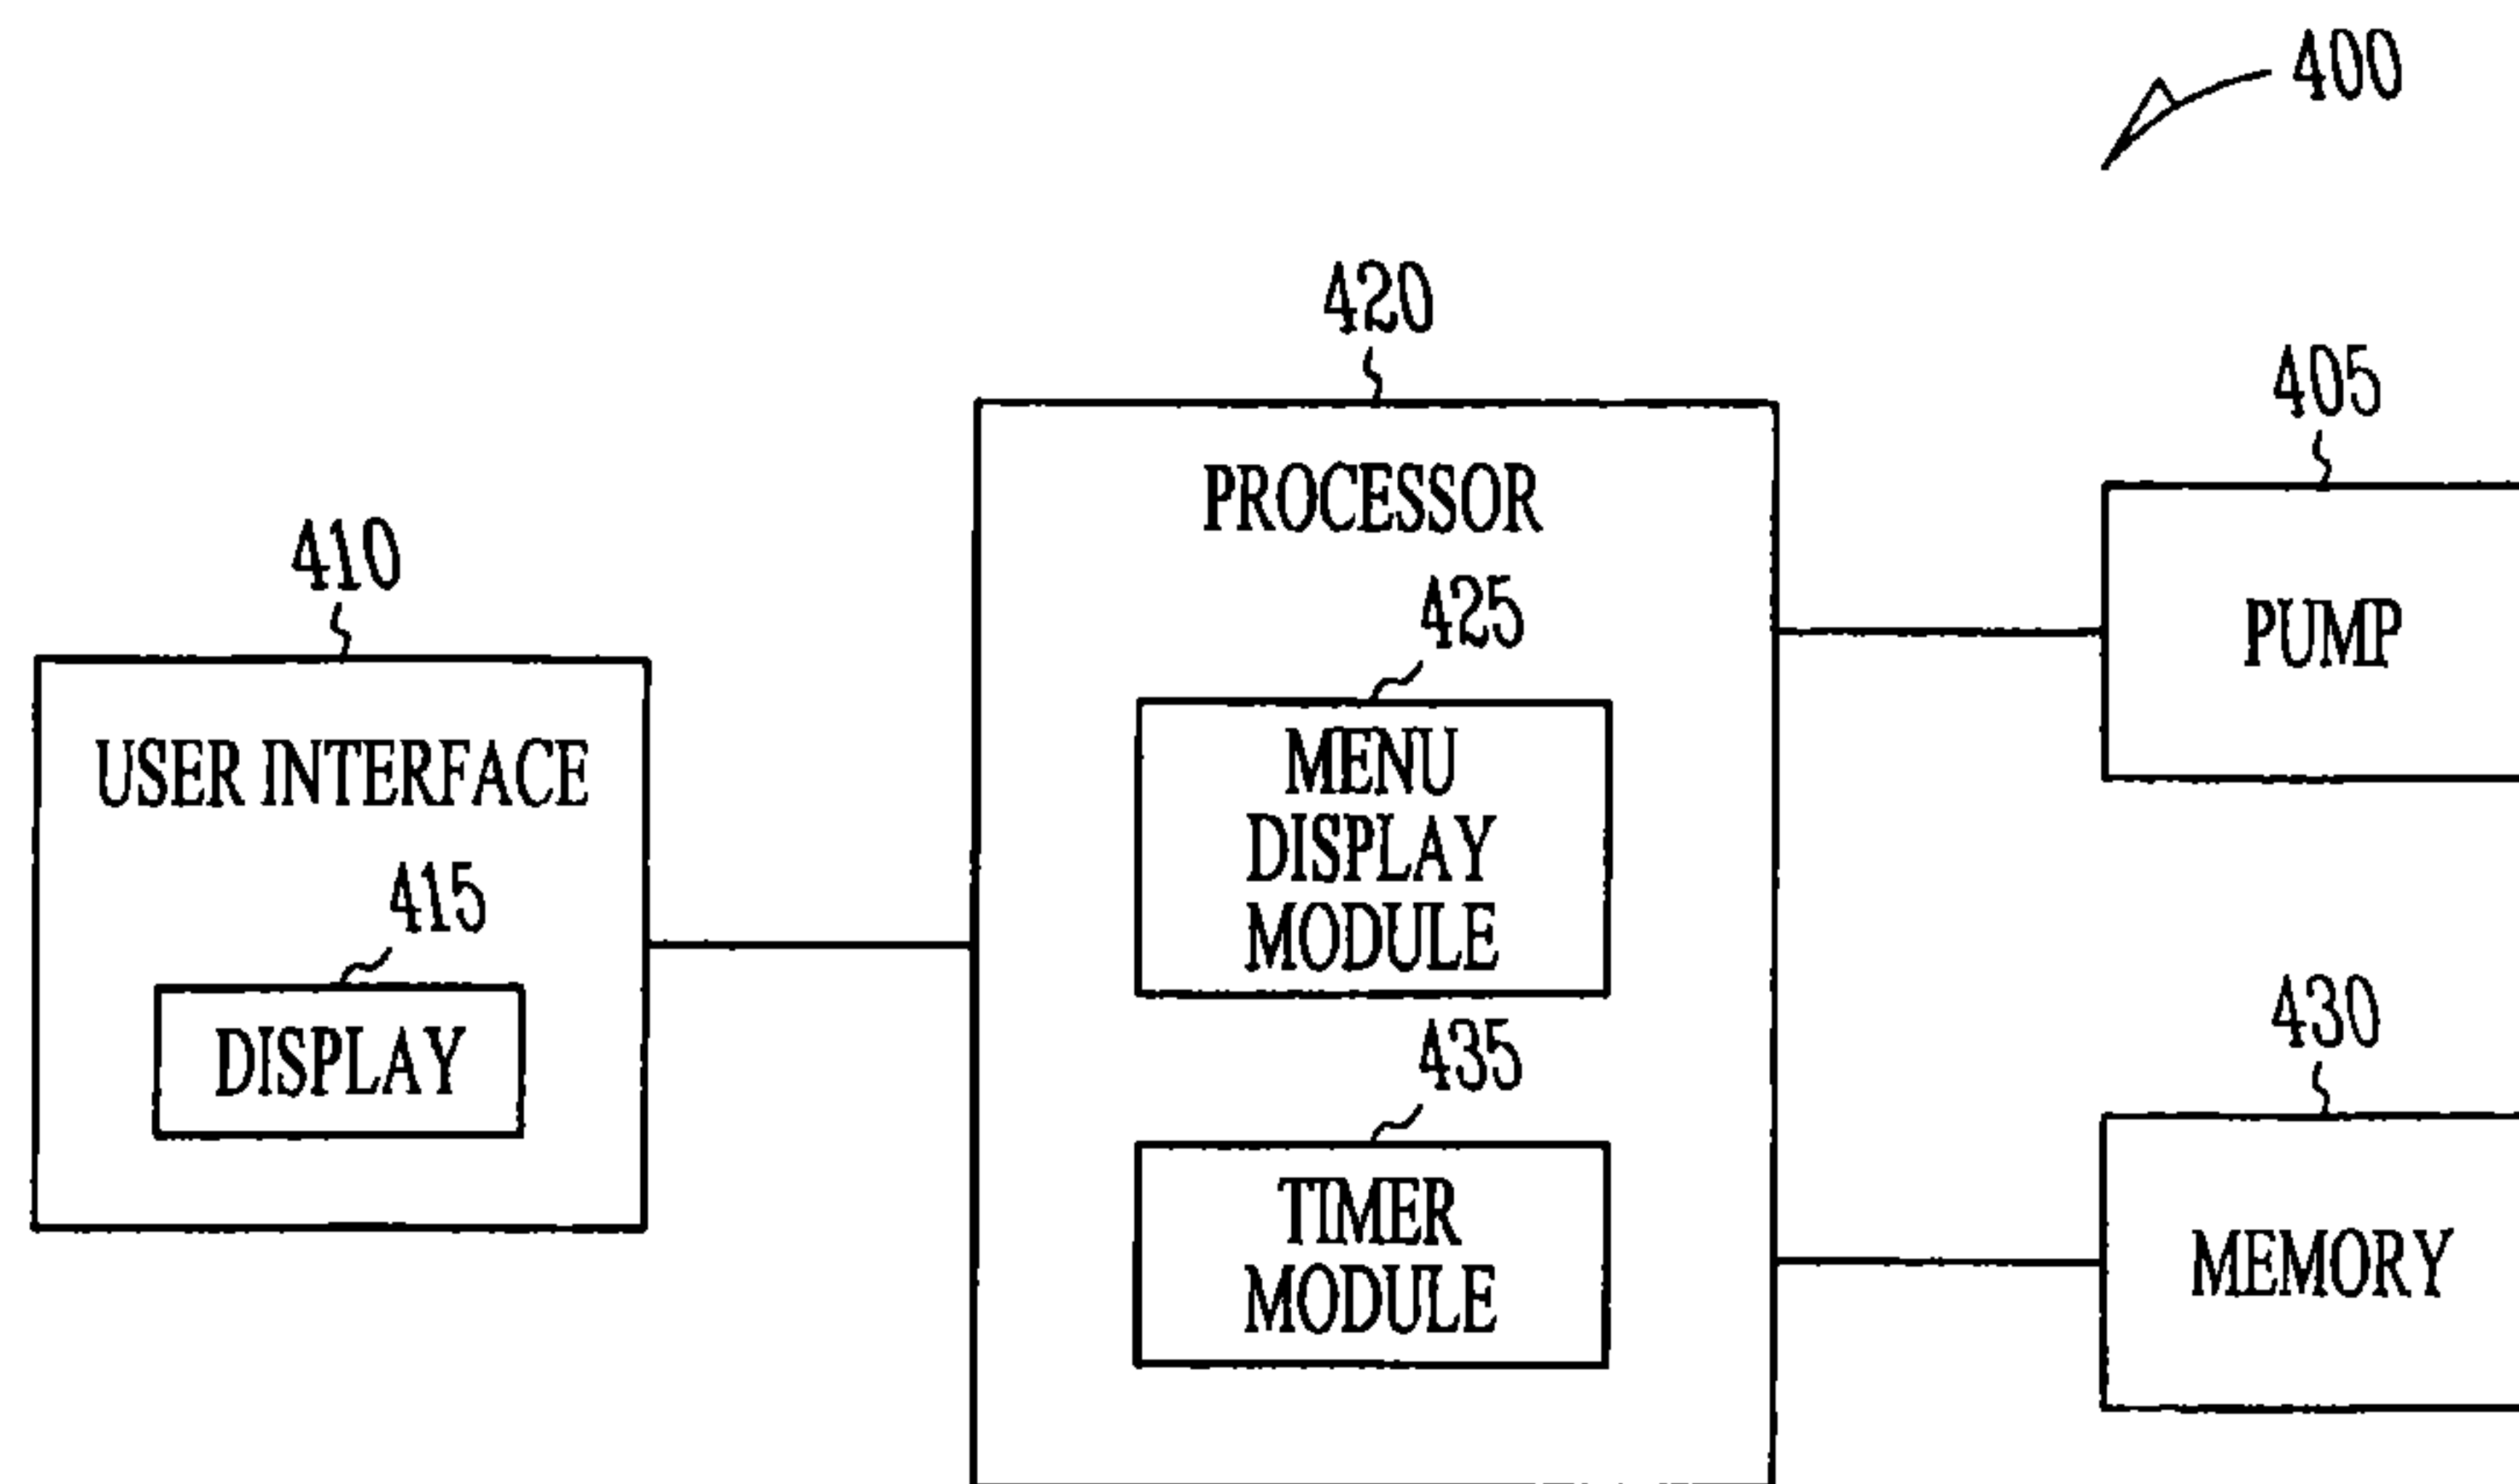 400
420
PROCESSOR
425
MENU
DISPLAY
MODULE
435
TIMER
MODULE
410
USER INTERFACE
415
DISPLAY
405
PUMP
430
MEMORY